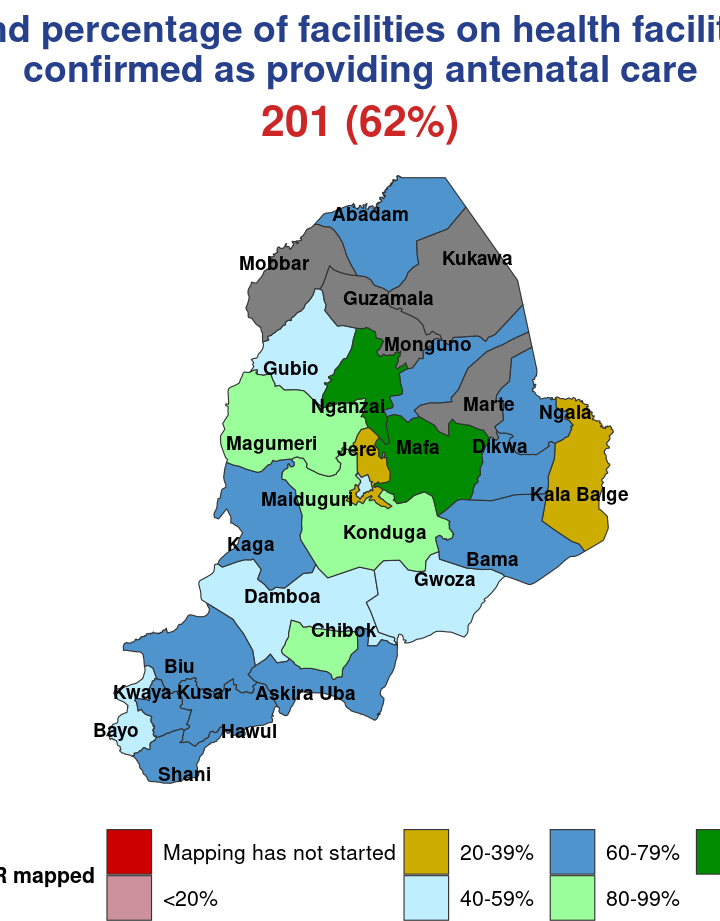 percentage of facilities on health
confirmed as providing antenatal care
201 (62%)
Abadam
Mobbar
Kukawa
Guzamala
Monguno
Gubio
Nganzai
Marte
Ngala
Magumeri
Jere
Mafa
Dikwa
Maiduguri
Kala Balge
Konduga
Kaga
Bama
Gwoza
Damboa
Chibok
Biu
Kwaya Kusar
Askira Uba
Bayo
Hawul
Shani
R mapped
Mapping has not started
20-39%
60-79%
<20%
40-59%
80-99%